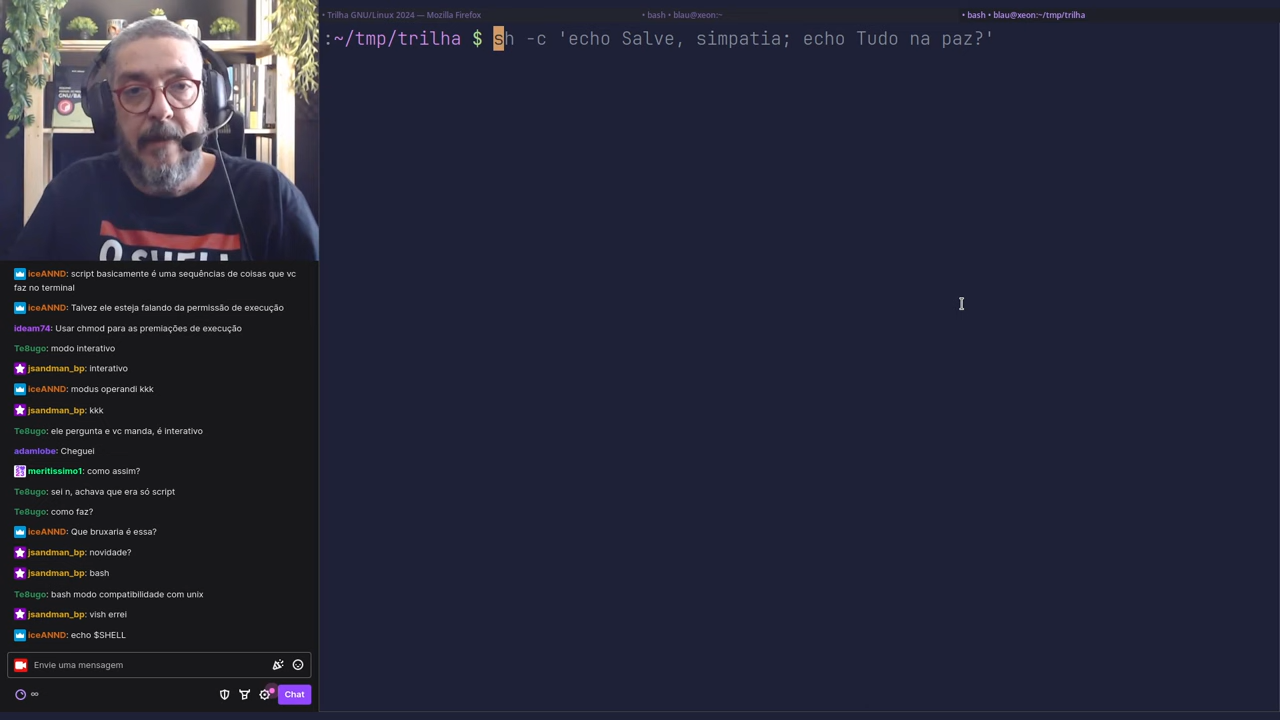 • Trilha GNU/Linux 2024 — Mozilla Firefox
• bash • blau@xeon:~
• bash • blau@xeon:~/tmp/trilha
:~/tmp/trilha $ sh -c 'echo Salve, simpatia; echo Tudo na paz?'
O SHELL
iceANND: script basicamente é uma sequências de coisas que vc
faz no terminal
iceANND: Talvez ele esteja falando da permissão de execução
ideam74: Usar chmod para as premiações de execução
Te8ugo: modo interativo
jsandman_bp: interativo
iceANND: modus operandi kkk
jsandman_bp: kkk
Te8ugo: ele pergunta e vc manda, é interativo
adamlobe: Cheguei
meritissimo1: como assim?
Te8ugo: sei n, achava que era só script
Te8ugo: como faz?
iceANND: Que bruxaria é essa?
jsandman_bp: novidade?
jsandman_bp: bash
Te8ugo: bash modo compatibilidade com unix
jsandman_bp: vish errei
iceANND: echo $SHELL
Envie uma mensagem
∞
Chat